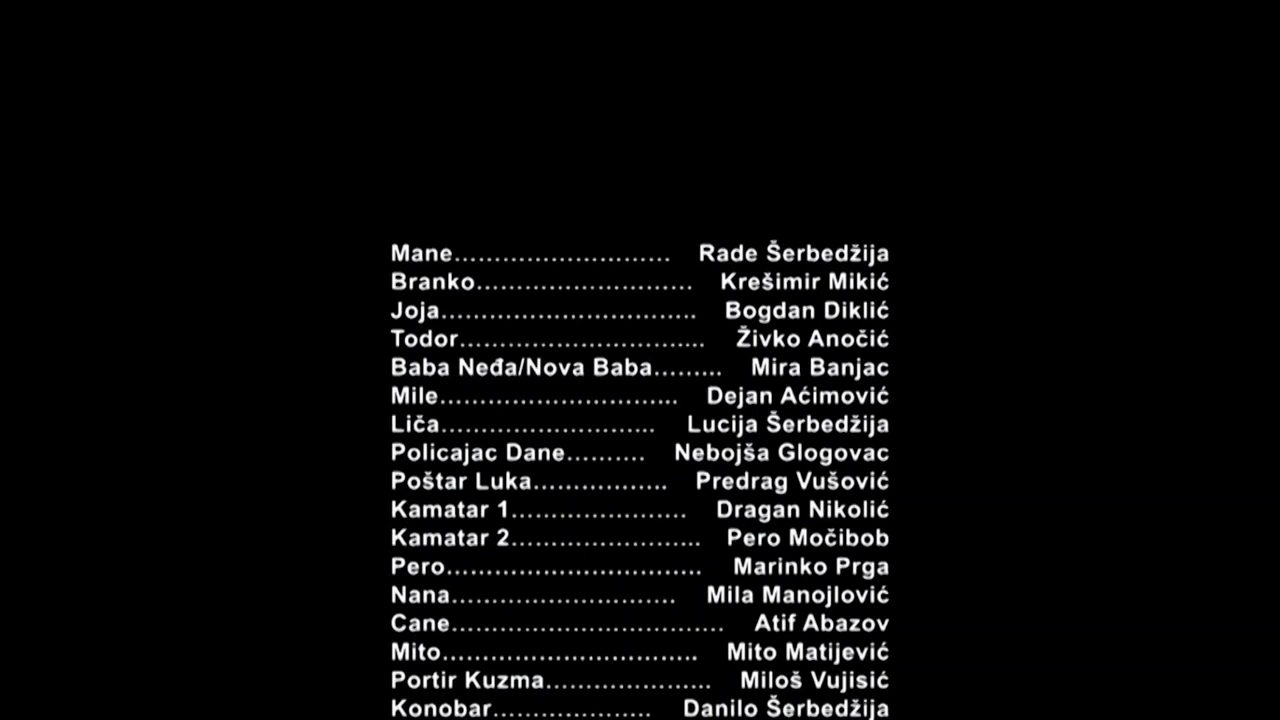 Mane……………………… Rade Šerbedžija
Branko……………………… Krešimir Mikić
Joja………………………….. Bogdan Diklić
Todor………………………... Živko Anočić
Baba Neđa/Nova Baba…….... Mira Banjac
Mile………………………... Dejan Aćimović
Liča…………………….. Lucija Šerbedžija
Policajac Dane………. Nebojša Glogovac
Poštar Luka…………….. Predrag Vušović
Kamatar 1…………………. Dragan Nikolić
Kamatar 2…………………... Pero Močibob
Pero………………………….. Marinko Prga
Nana………………………. Mila Manojlović
Cane……………………………. Atif Abazov
Mito………………………….. Mito Matijević
Portir Kuzma………………... Miloš Vujisić
Konobar……………….. Danilo Šerbedžija